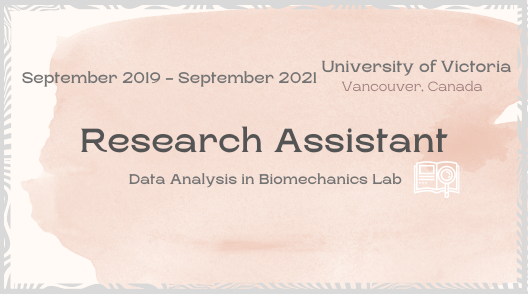 September 2019 - September 2021
University of Victoria
Vancouver, Canada
Research Assistant
Data Analysis in Biomechanics Lab